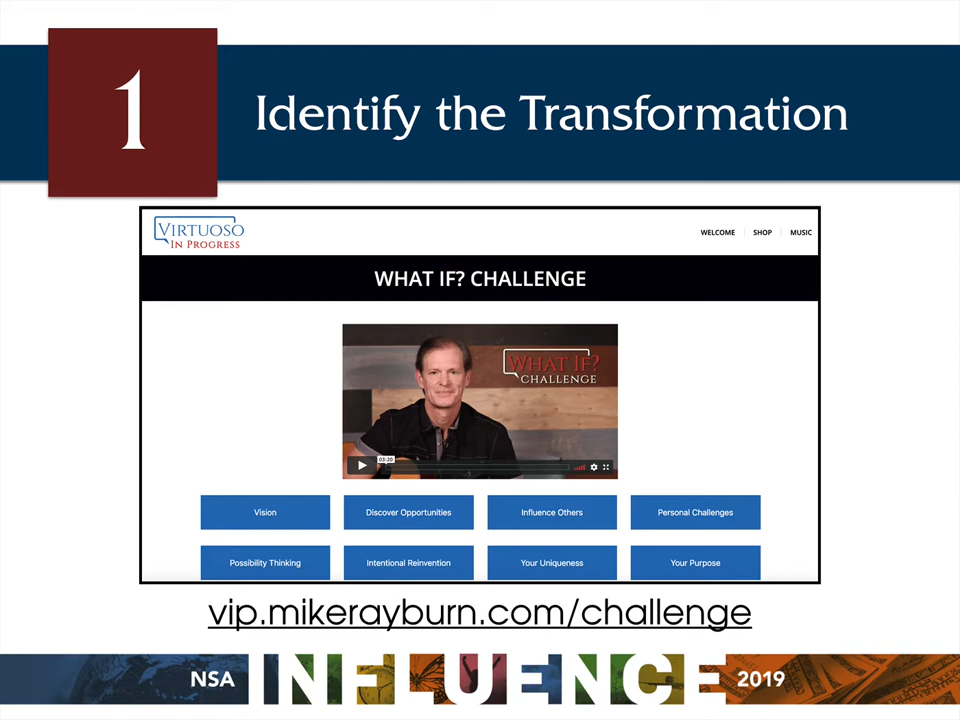 1
Identify the Transformation
VIRTUOSO
IN PROGRESS
WELCOME
SHOP
MUSIC
WHAT IF? CHALLENGE
WHAT IF?
CHALLENGE
03:20
Vision
Discover Opportunities
Influence Others
Personal Challenges
Possibility Thinking
Intentional Reinvention
Your Uniqueness
Your Purpose
vip.mikerayburn.com/challenge
NSA INFLUENCE 2019